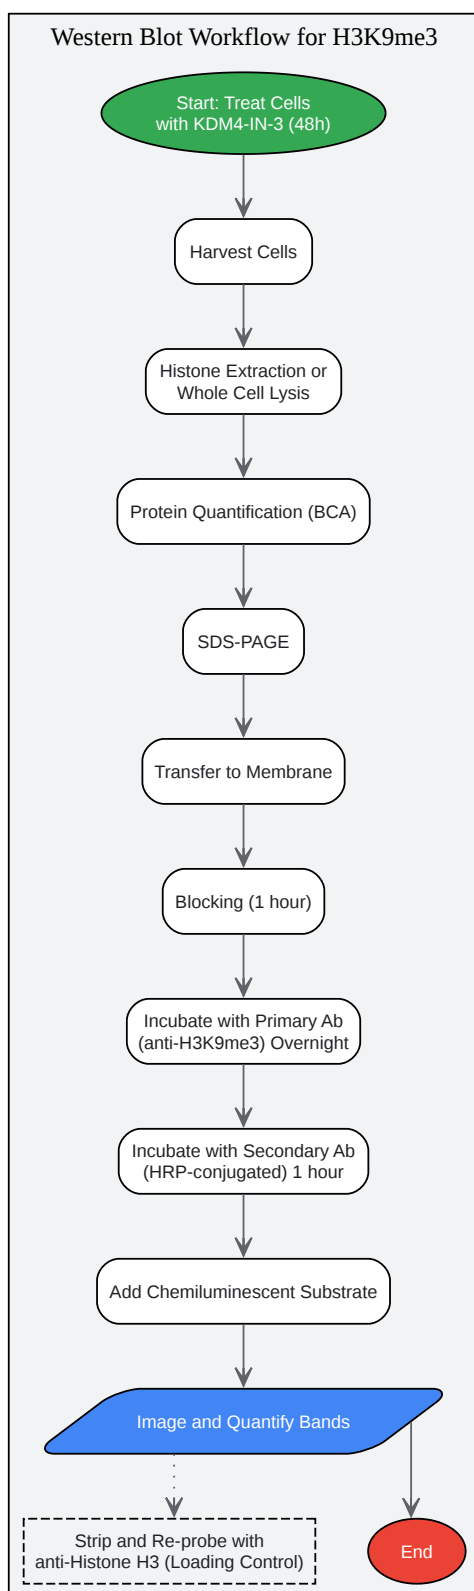 Western Blot Workflow for H3K9me3
Start: Treat Cells
with KDM4-IN-3 (48h)
Harvest Cells
Histone Extraction or
Whole Cell Lysis
Protein Quantification (BCA)
SDS-PAGE
Transfer to Membrane
Blocking (1 hour)
Incubate with Primary Ab
(anti-H3K9me3) Overnight
Incubate with Secondary Ab
(HRP-conjugated) 1 hour
Add Chemiluminescent Substrate
Image and Quantify Bands
Strip and Re-probe with
anti-Histone H3 (Loading Control)
End